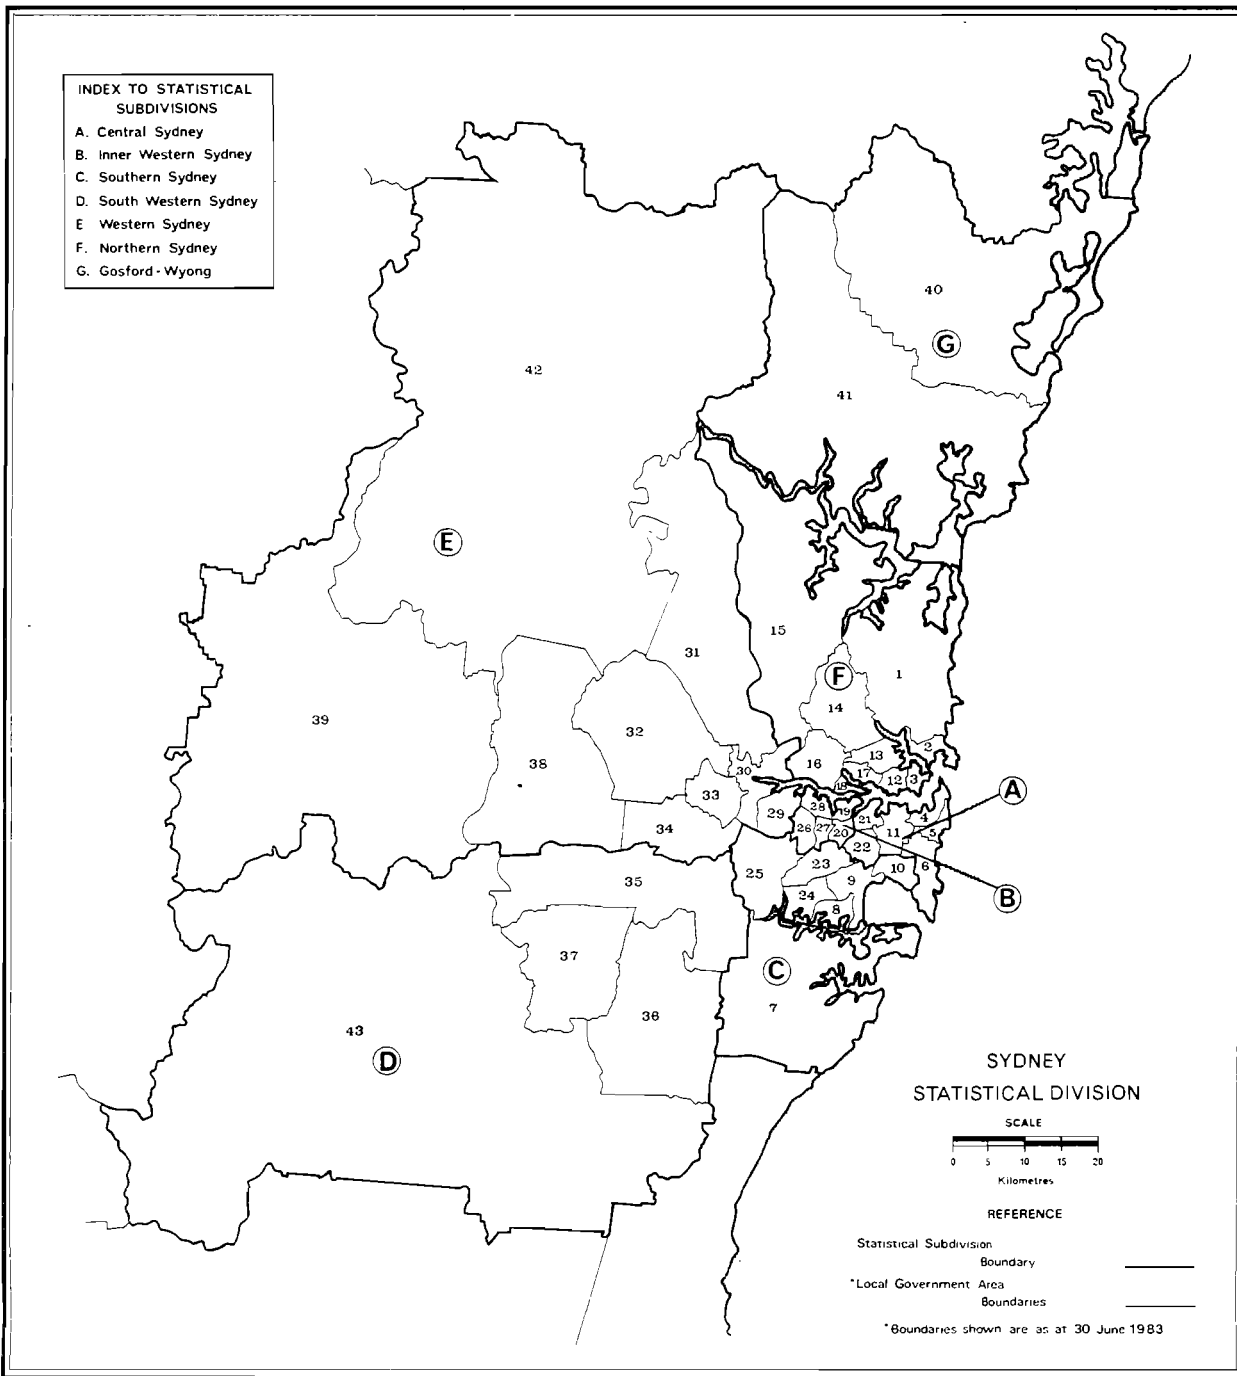 INDEX TO STATISTICAL
SUBDIVISIONS
A. Central Sydney
B. Inner Western Sydney
C. Southern Sydney
D. South Western Sydney
E Western Sydney
F. Northern Sydney
G. Gosford - Wyong
40
G
42
41
E
15
31
1
F
14
39
32
2
13
38
16
30
17
12
3
18
A
33
28
29
19
21
4
34
26
27
20
11
5
22
25
23
10
6
35
9
B
24
8
37
C
7
36
43
D
SYDNEY
STATISTICAL DIVISION
SCALE
0 5 10 15 20
Kilometres
REFERENCE
Statistical Subdivision
Boundary
*Local Government Area
Boundaries
*Boundaries shown are as at 30 June 1983